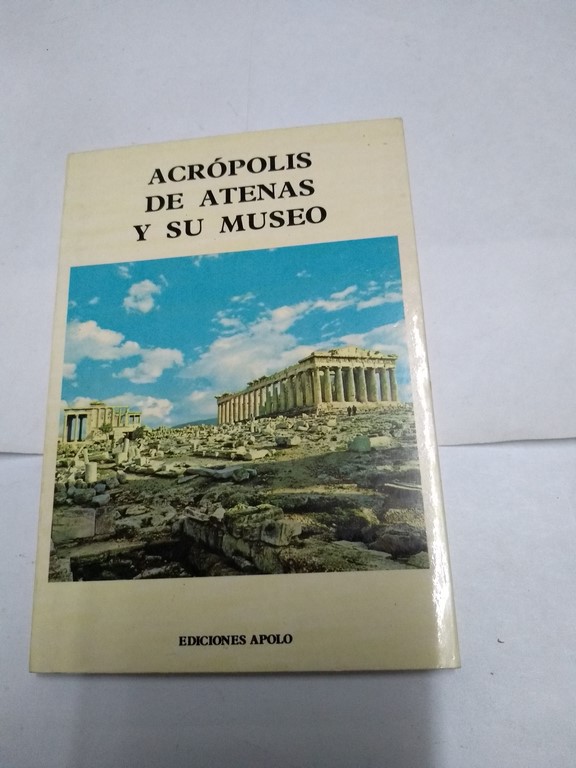 ACRÓPOLIS
DE ATENAS
Y SU MUSEO
EDICIONES APOLO